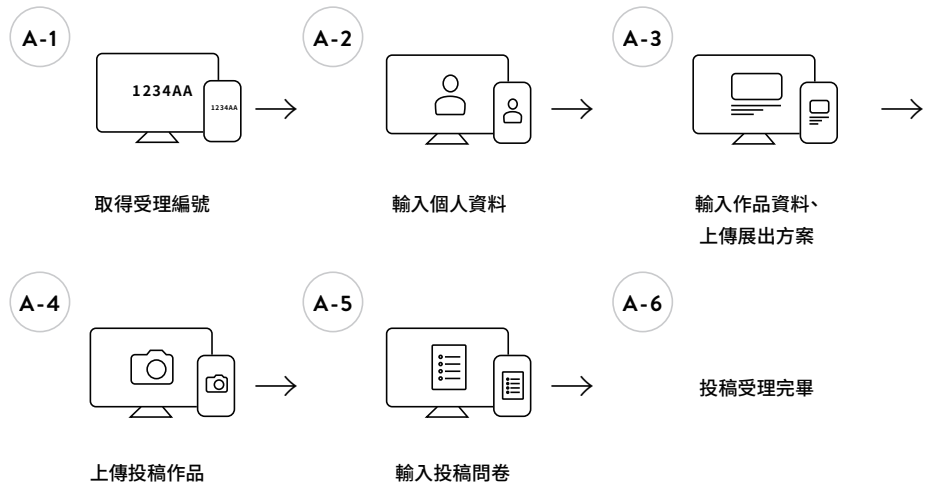 A-1
1234AA
1234AA
取得受理編號
A-2
輸入個人資料
A-3
輸入作品資料、
上傳展出方案
A-4
上傳投稿作品
A-5
輸入投稿問卷
A-6
投稿受理完畢